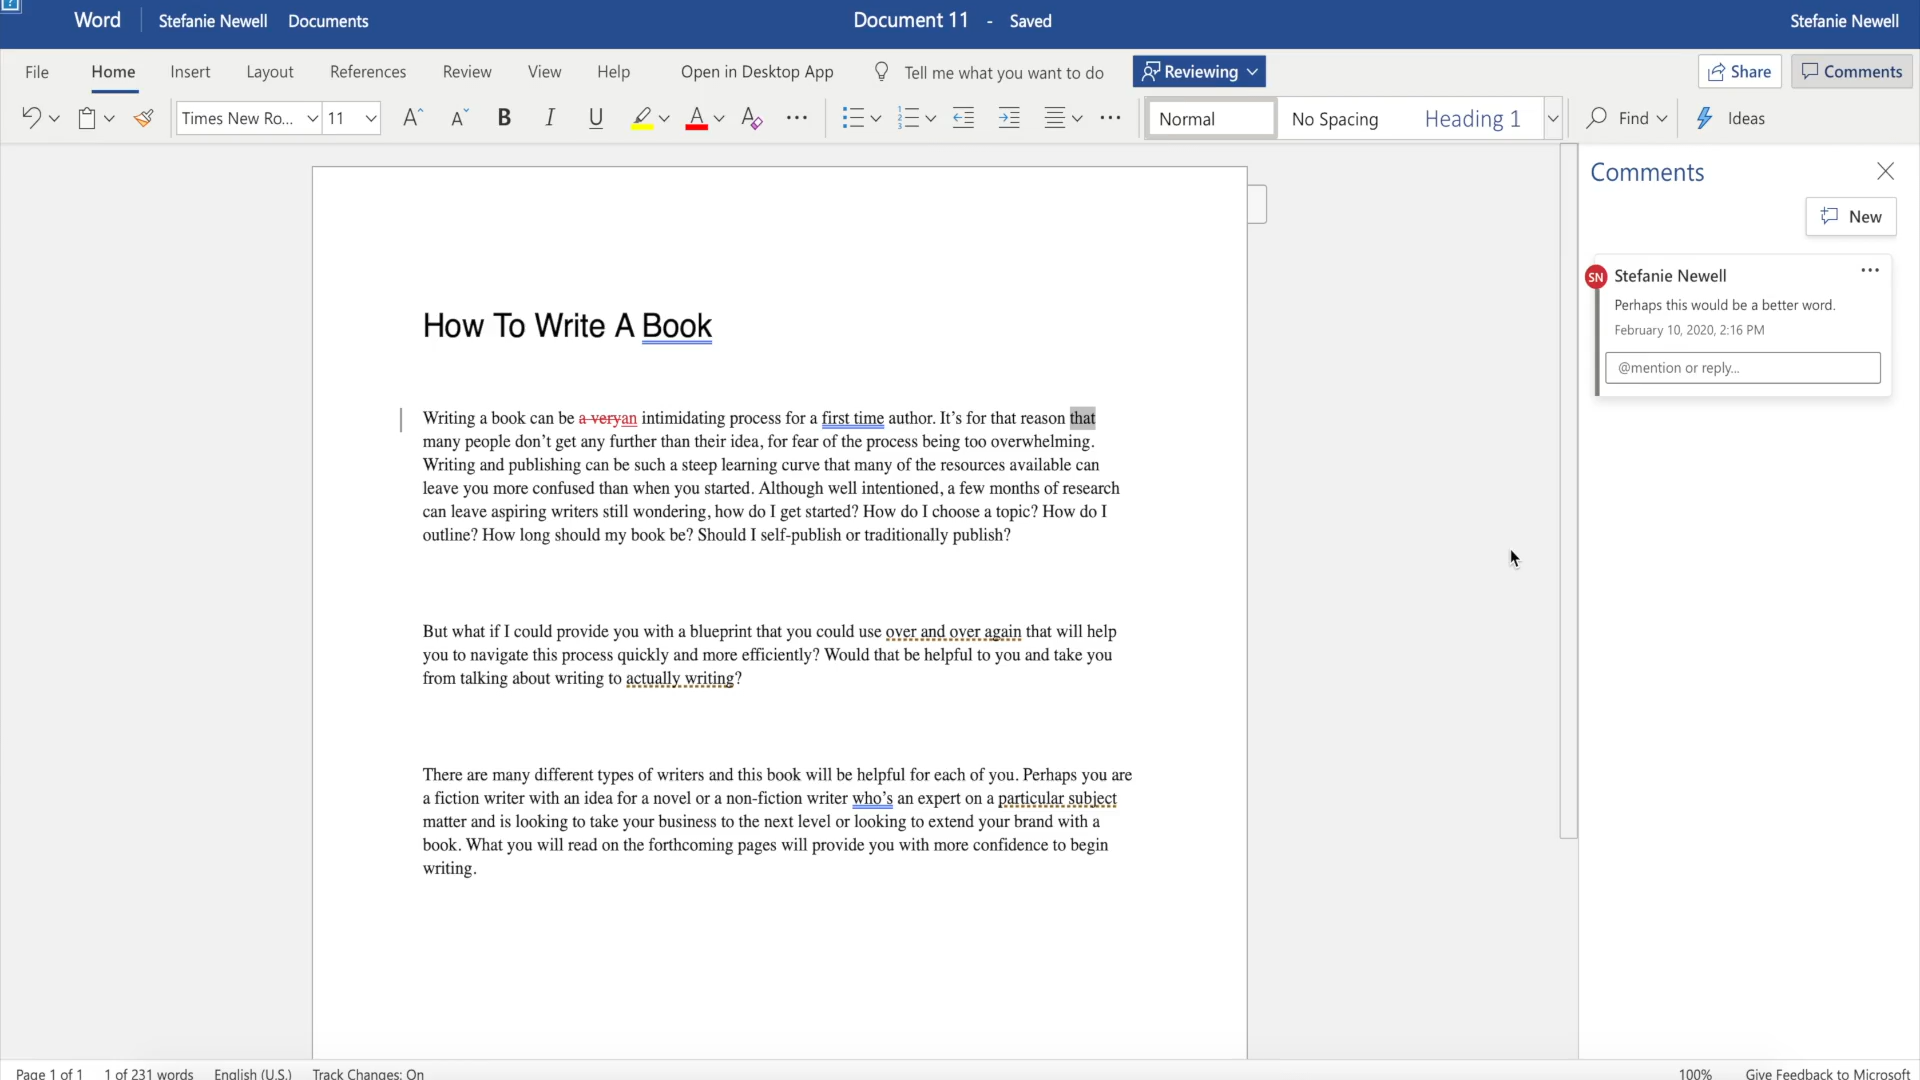 Word Stefanie Newell Documents Document 11 - Saved Stefanie Newell
File Home Insert Layout References Review View Help Open in Desktop App Tell me what you want to do Reviewing Share Comments
Times New Ro... 11 B I U A Normal No Spacing Heading 1 Find Ideas
Comments
New
SN Stefanie Newell
Perhaps this would be a better word.
February 10, 2020, 2:16 PM
@mention or reply...
How To Write A Book
Writing a book can be a veryan intimidating process for a first time author. It’s for that reason that
many people don’t get any further than their idea, for fear of the process being too overwhelming.
Writing and publishing can be such a steep learning curve that many of the resources available can
leave you more confused than when you started. Although well intentioned, a few months of research
can leave aspiring writers still wondering, how do I get started? How do I choose a topic? How do I
outline? How long should my book be? Should I self-publish or traditionally publish?
But what if I could provide you with a blueprint that you could use over and over again that will help
you to navigate this process quickly and more efficiently? Would that be helpful to you and take you
from talking about writing to actually writing?
There are many different types of writers and this book will be helpful for each of you. Perhaps you are
a fiction writer with an idea for a novel or a non-fiction writer who’s an expert on a particular subject
matter and is looking to take your business to the next level or looking to extend your brand with a
book. What you will read on the forthcoming pages will provide you with more confidence to begin
writing.
Page 1 of 1 1 of 231 words English (U.S.) Track Changes: On 100% Give Feedback to Microsoft